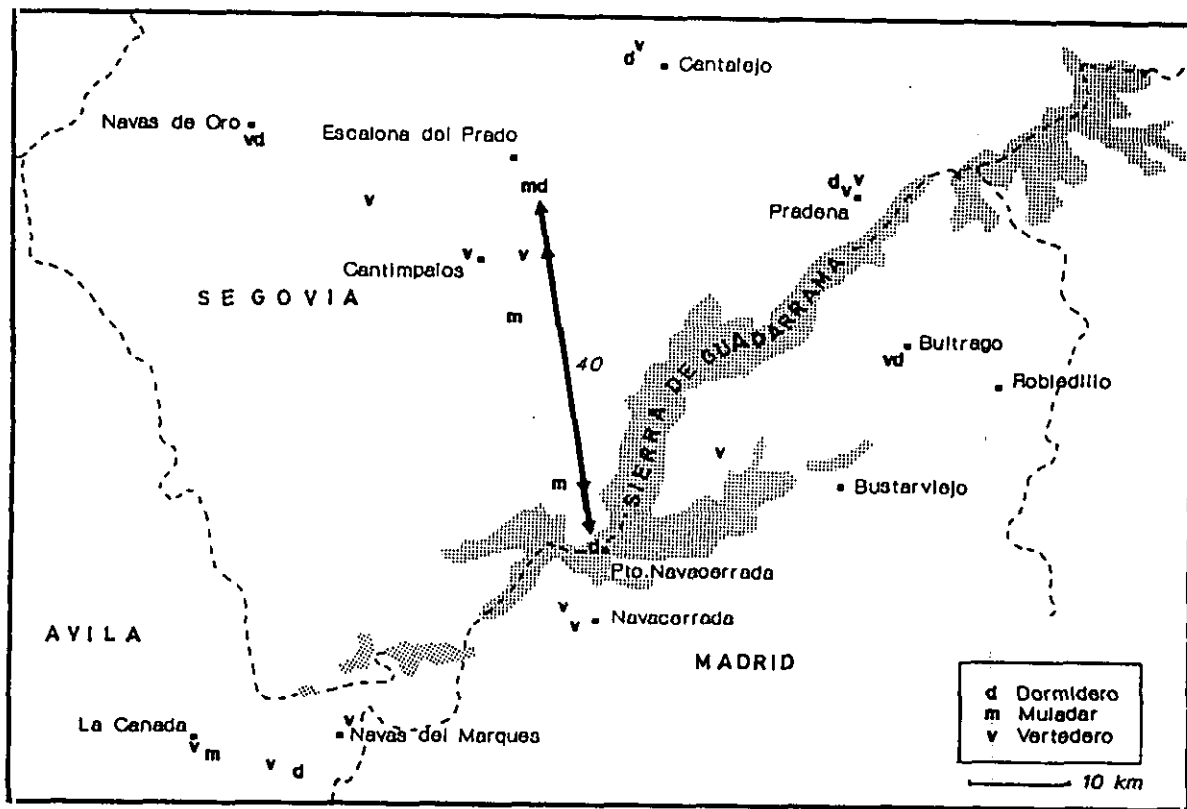 d v
Cantalejo
Navas de Oro
vd
Escalona del Prado
md
v
d v v
Pradena
v
Cantimpalos
v
SEGOVIA
m
40
SIERRA DE GUADARRAMA
Buitrago
vd
Robledillo
v
m
Bustarviejo
d
Pto.Navacerrada
v
v
Navacerrada
AVILA
MADRID
d Dormidero
m Muladar
v Vertedero
10 km
La Canada
v m
v
Navas del Marques
v d